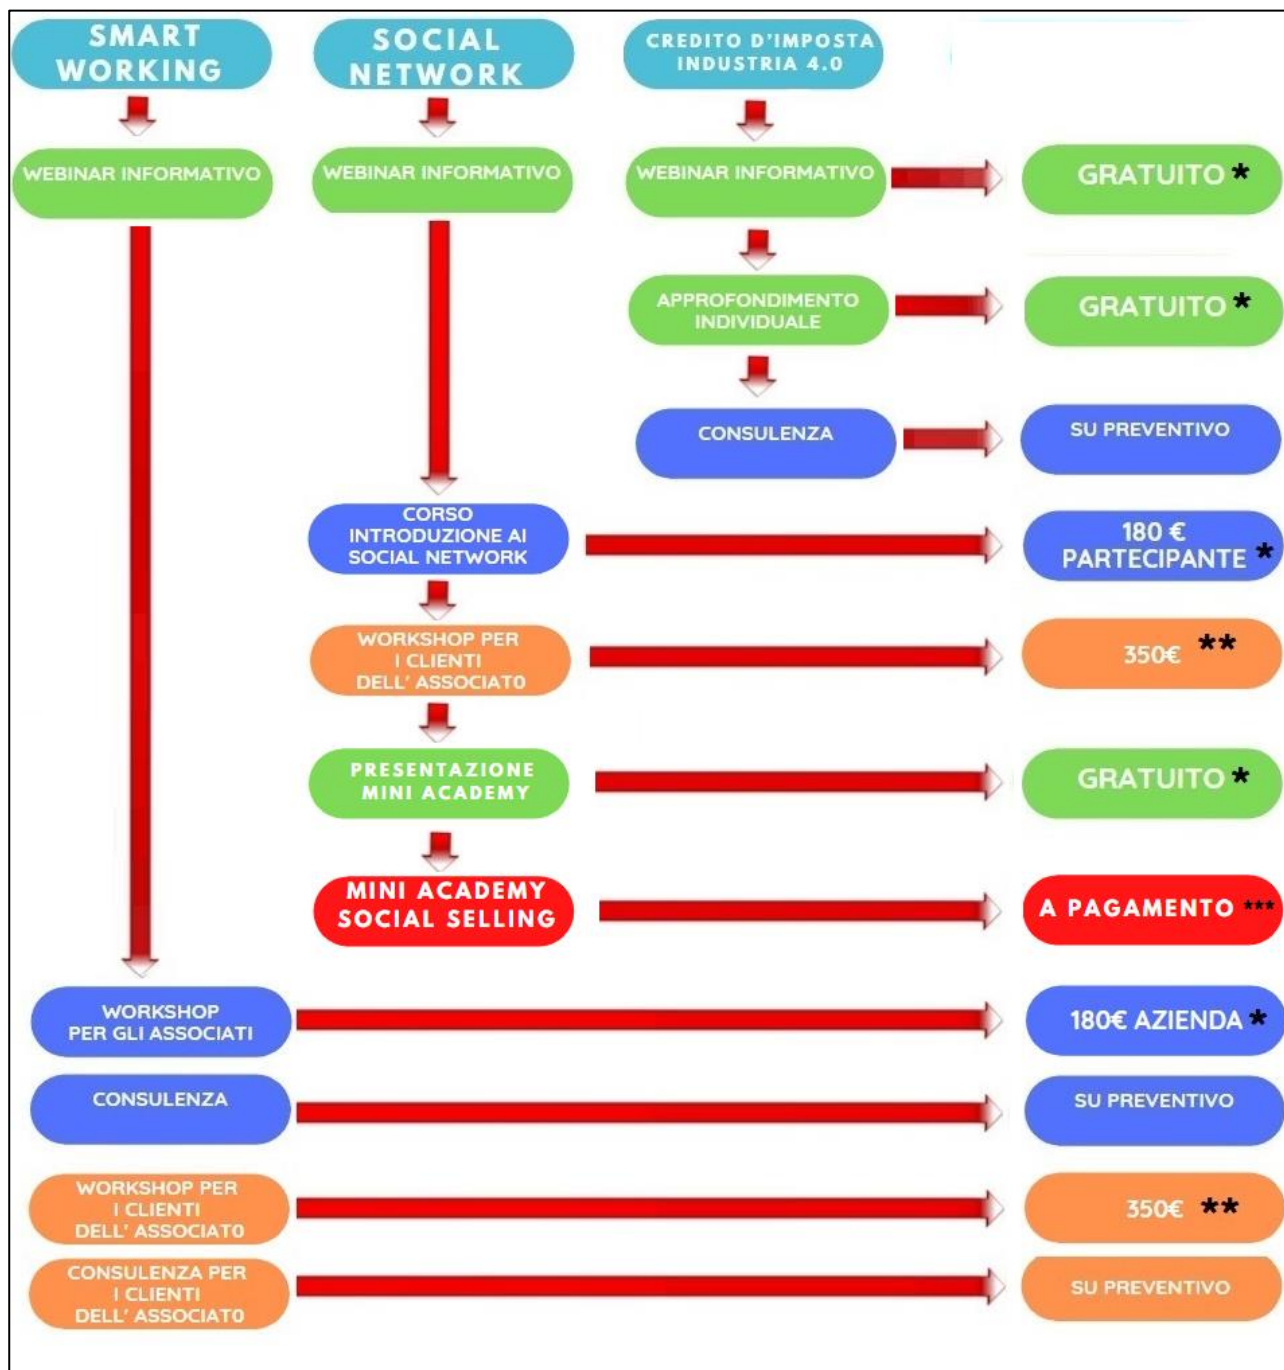 SMART
WORKING
SOCIAL
NETWORK
CREDITO D'IMPOSTA
INDUSTRIA 4.0
WEBINAR INFORMATIVO
WEBINAR INFORMATIVO
WEBINAR INFORMATIVO
GRATUITO *
APPROFONDIMENTO
INDIVIDUALE
GRATUITO *
CONSULENZA
SU PREVENTIVO
CORSO
INTRODUZIONE AI
SOCIAL NETWORK
180 €
PARTECIPANTE *
WORKSHOP PER
I CLIENTI
DELL' ASSOCIATO
350€ **
PRESENTAZIONE
MINI ACADEMY
GRATUITO *
MINI ACADEMY
SOCIAL SELLING
A PAGAMENTO ***
WORKSHOP
PER GLI ASSOCIATI
180€ AZIENDA *
CONSULENZA
SU PREVENTIVO
WORKSHOP PER
I CLIENTI
DELL' ASSOCIATO
350€ **
CONSULENZA PER
I CLIENTI
DELL' ASSOCIATO
SU PREVENTIVO